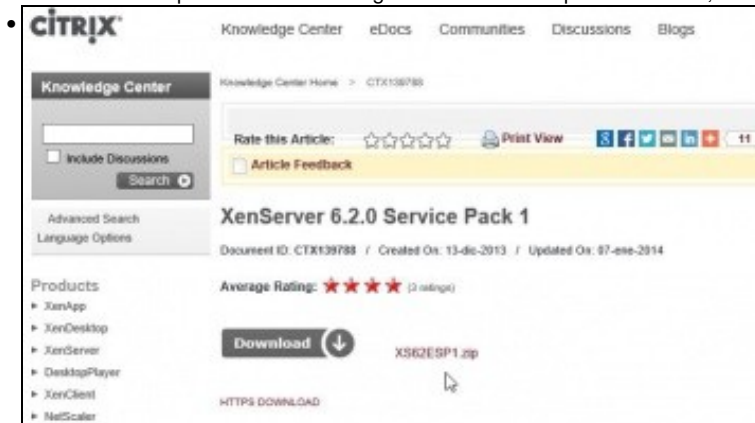 CİTRIX
Knowledge Center eDocs Communities Discussions Blogs
Knowledge Center
Knowledge Center Home > CTX139788
Rate this Article: Print View 11
Include Discussions
Article Feedback
Search
Advanced Search
Language Options
XenServer 6.2.0 Service Pack 1
Document ID: CTX139788 / Created On: 13-dic-2013 / Updated On: 07-ene-2014
Products
Average Rating: (3 ratings)
XenApp
XenDesktop
XenServer
DesktopPlayer
XenClient
NetScaler
Download
XS62ESP1.zip
HTTPS DOWNLOAD